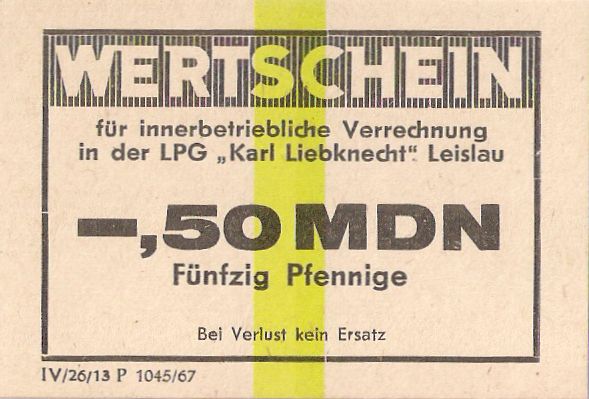 WERTSCHEIN
für innerbetriebliche Verrechnung
in der LPG „Karl Liebknecht“ Leislau
—,50 MDN
Fünfzig Pfennige
Bei Verlust kein Ersatz
IV/26/13 P 1045/67